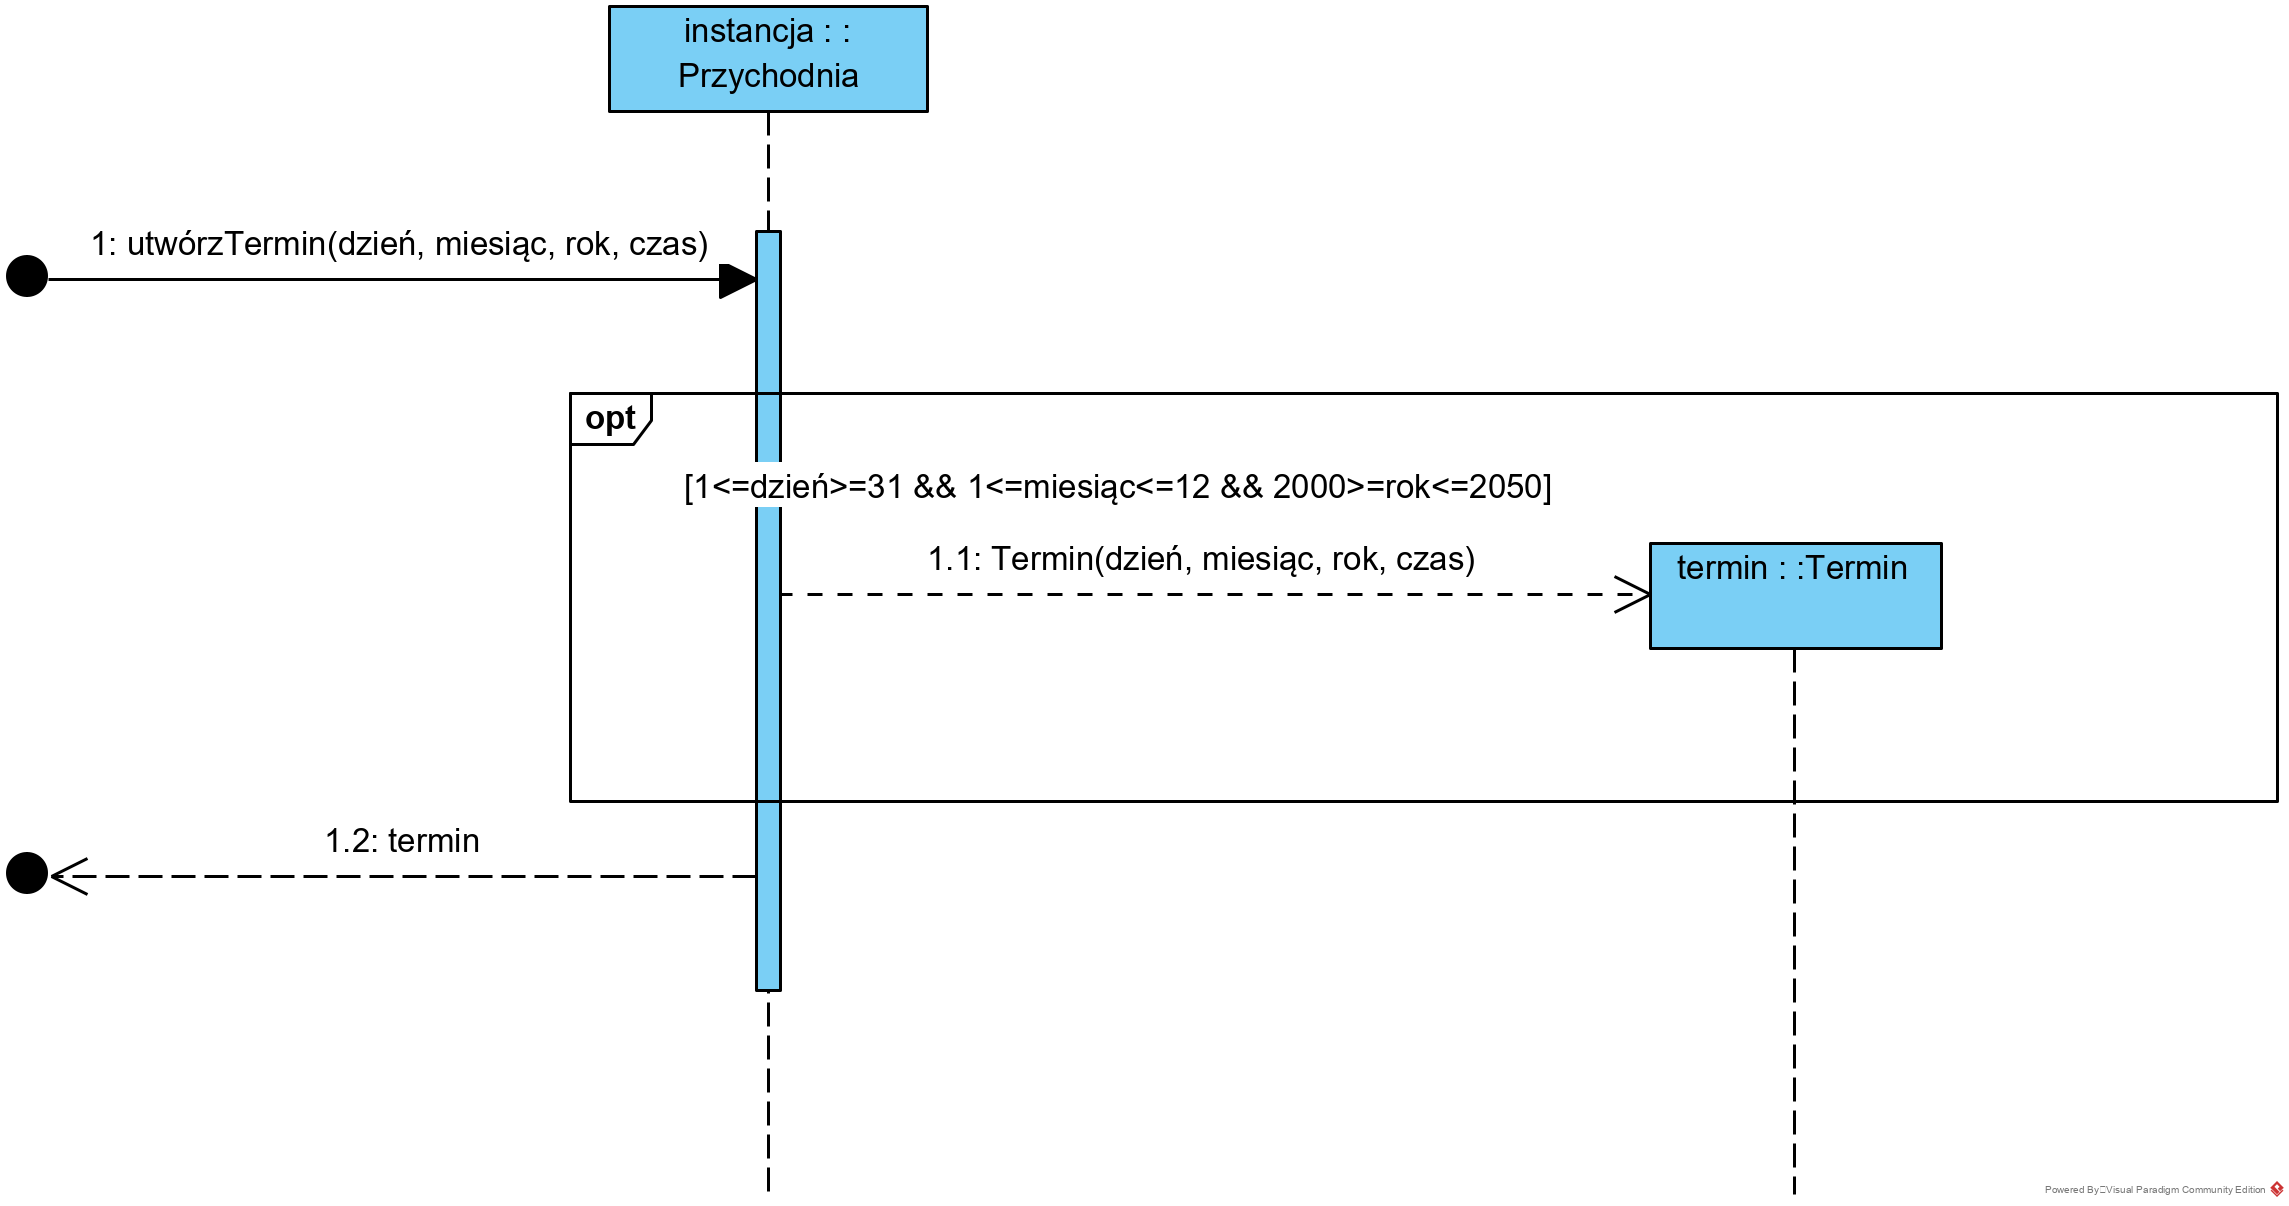 instancja : :
Przychodnia
1: utwórzTermin(dzień, miesiąc, rok, czas)
opt
[1<=dzień>=31 && 1<=miesiąc<=12 && 2000>=rok<=2050]
1.1: Termin(dzień, miesiąc, rok, czas)
termin : :Termin
1.2: termin
Powered By Visual Paradigm Community Edition